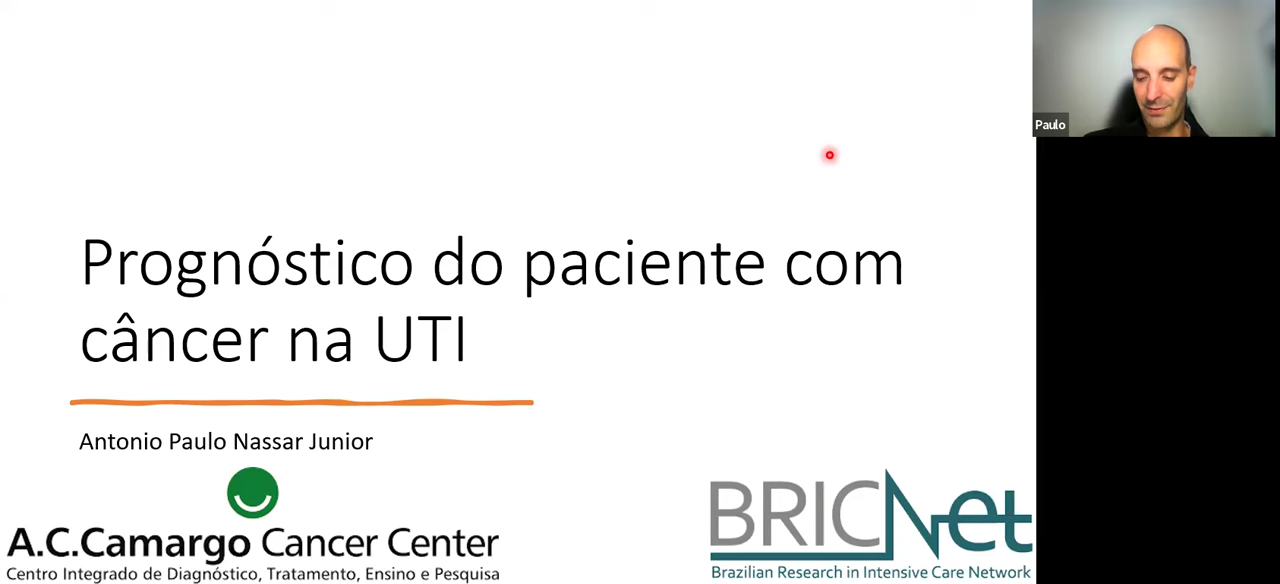 Paulo
Prognóstico do paciente com
câncer na UTI
Antonio Paulo Nassar Junior
A.C.Camargo Cancer Center
Centro Integrado de Diagnóstico, Tratamento, Ensino e Pesquisa
BRICNet
Brazilian Research in Intensive Care Network